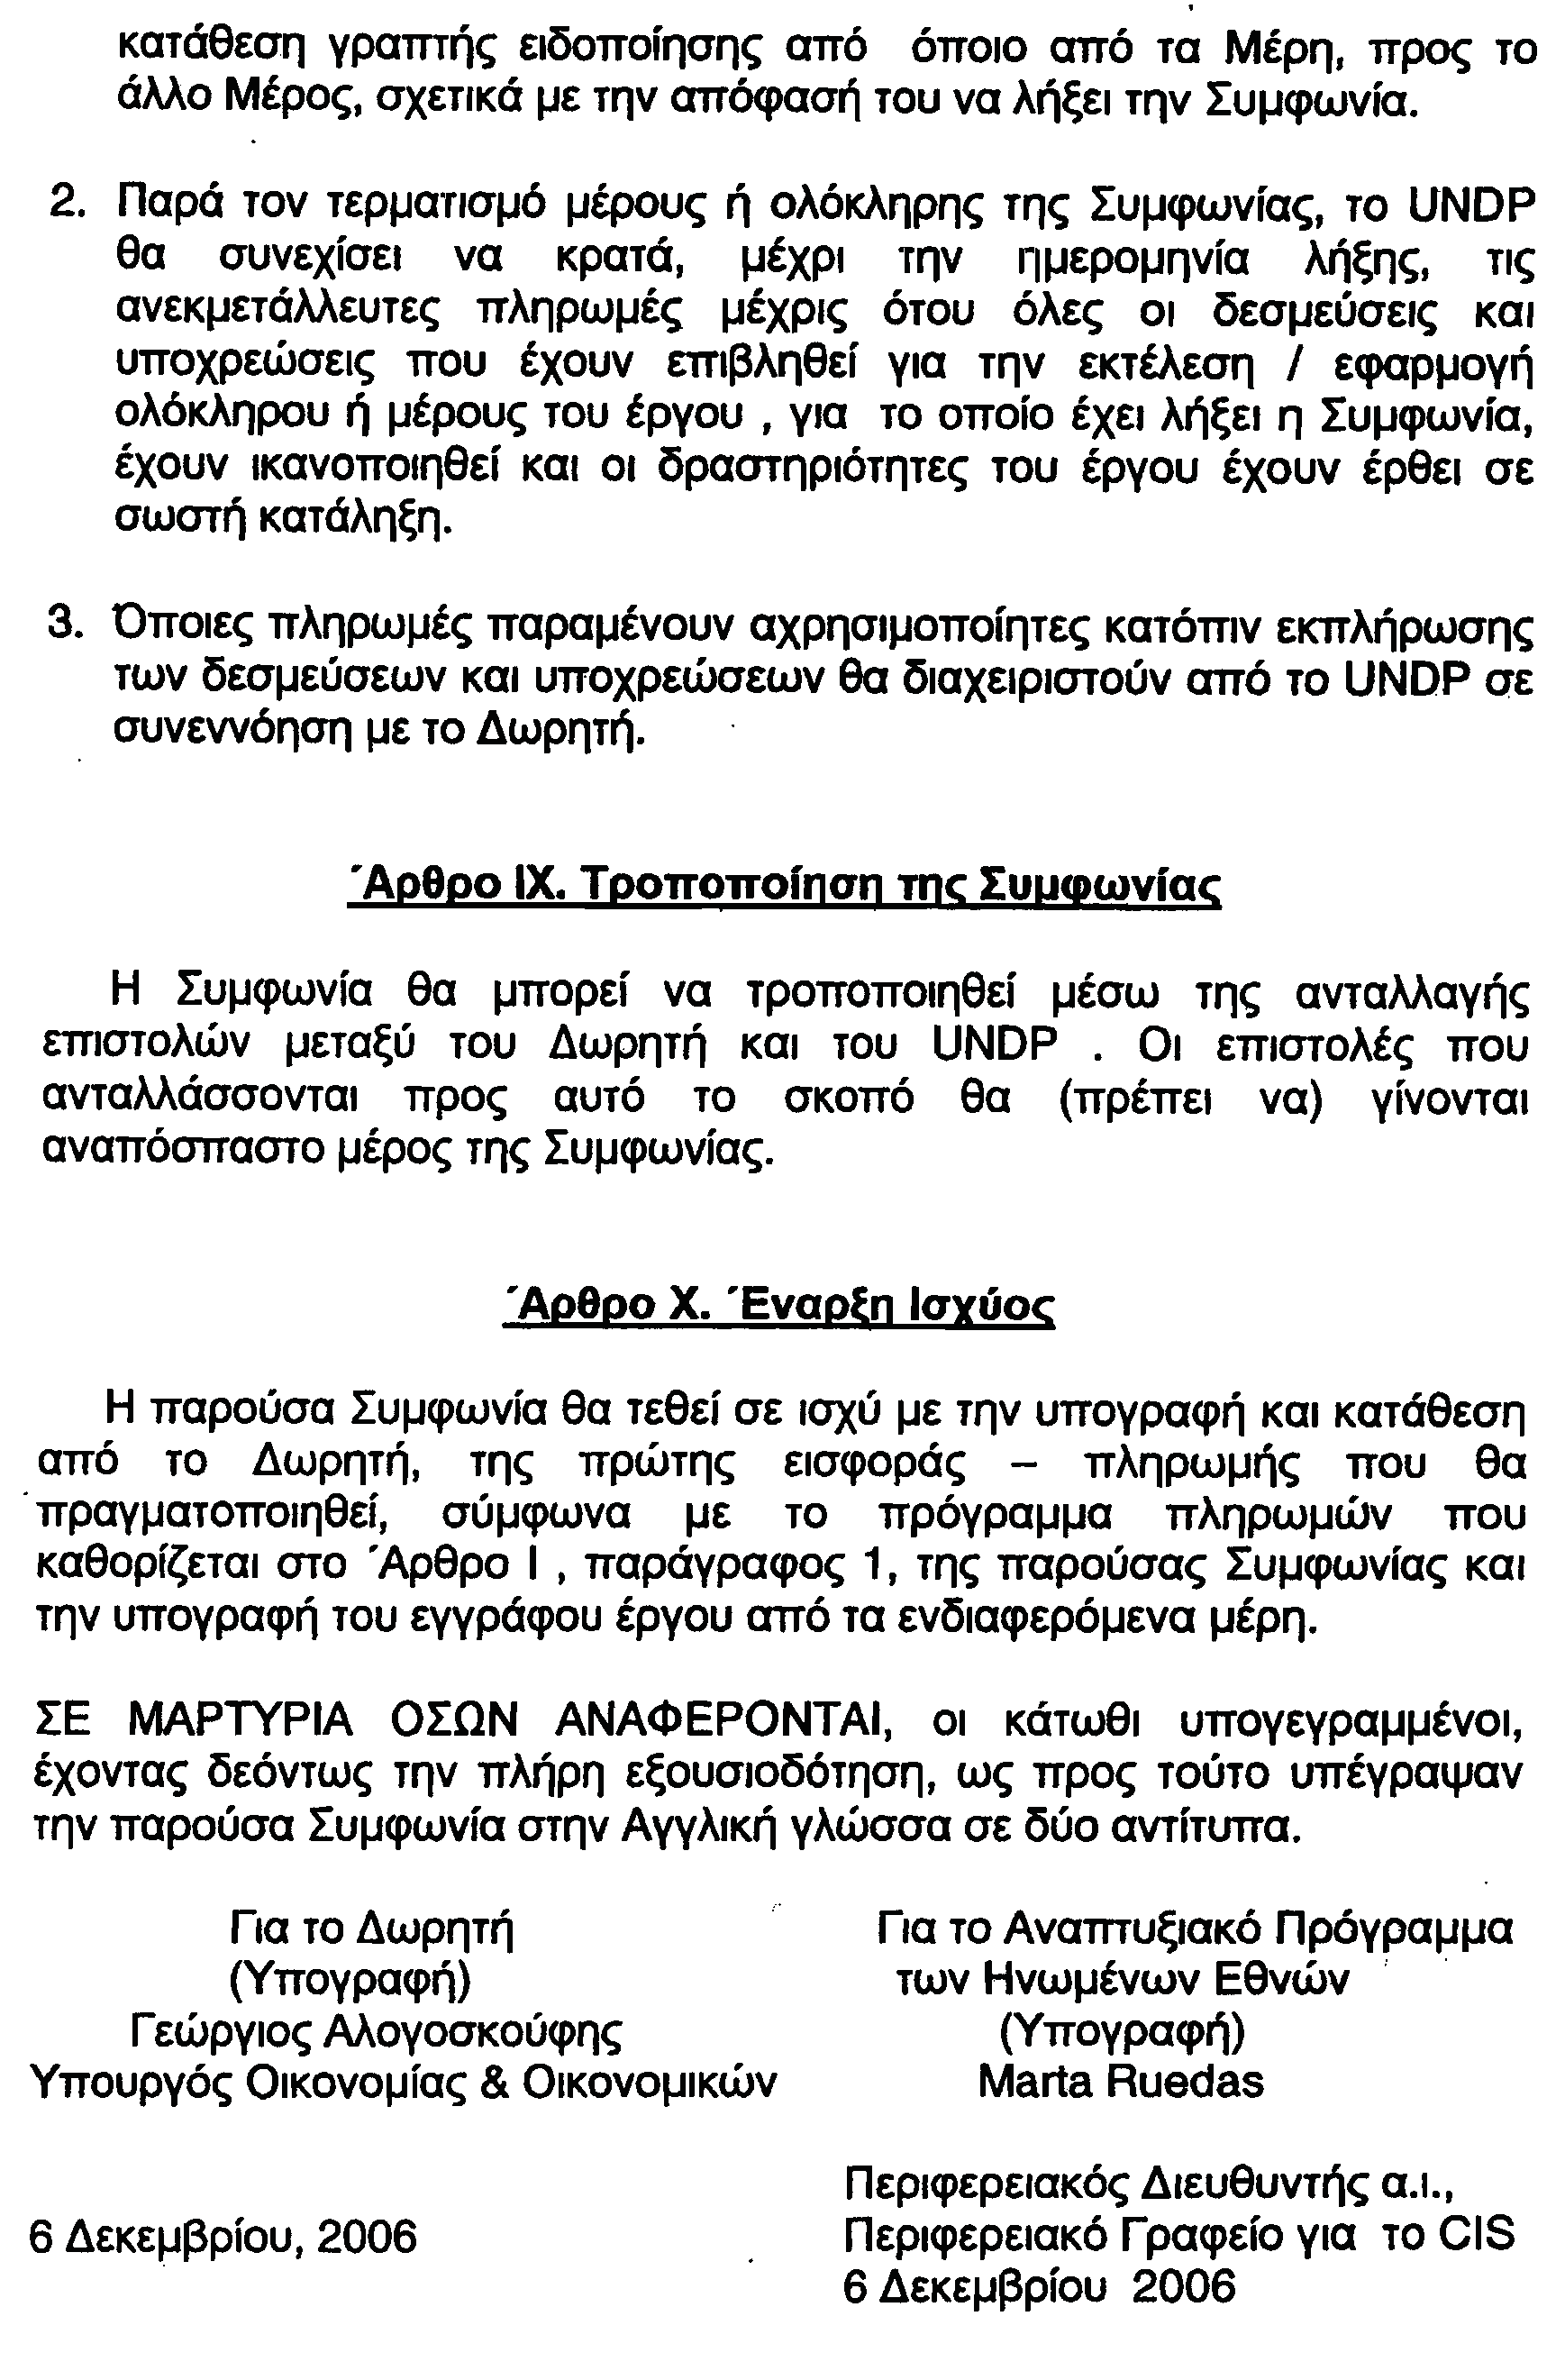 κατάθεση γραπτής ειδοποίησης από όποιο από τα Μέρη, προς το
άλλο Μέρος, σχετικά με την απόφασή του να λήξει την Συμφωνία.
2. Παρά τον τερματισμό μέρους ή ολόκληρης της Συμφωνίας, το UNDP
θα συνεχίσει να κρατά, μέχρι την ημερομηνία λήξης, τις
ανεκμετάλλευτες πληρωμές μέχρις ότου όλες οι δεσμεύσεις και
υποχρεώσεις που έχουν επιβληθεί για την εκτέλεση / εφαρμογή
ολόκληρου ή μέρους του έργου , για το οποίο έχει λήξει η Συμφωνία,
έχουν ικανοποιηθεί και οι δραστηριότητες του έργου έχουν έρθει σε
σωστή κατάληξη.
3. Όποιες πληρωμές παραμένουν αχρησιμοποίητες κατόπιν εκπλήρωσης
των δεσμεύσεων και υποχρεώσεων θα διαχειριστούν από το UNDP σε
συνεννόηση με το Δωρητή.
Άρθρο IX. Τροποποίηση της Συμφωνίας
Η Συμφωνία θα μπορεί να τροποποιηθεί μέσω της ανταλλαγής
επιστολών μεταξύ του Δωρητή και του UNDP . Οι επιστολές που
ανταλλάσσονται προς αυτό το σκοπό θα (πρέπει να) γίνονται
αναπόσπαστο μέρος της Συμφωνίας.
Άρθρο X. Έναρξη Ισχύος
Η παρούσα Συμφωνία θα τεθεί σε ισχύ με την υπογραφή και κατάθεση
από το Δωρητή, της πρώτης εισφοράς – πληρωμής που θα
πραγματοποιηθεί, σύμφωνα με το πρόγραμμα πληρωμών που
καθορίζεται στο Άρθρο I , παράγραφος 1, της παρούσας Συμφωνίας και
την υπογραφή του εγγράφου έργου από τα ενδιαφερόμενα μέρη.
ΣΕ ΜΑΡΤΥΡΙΑ ΟΣΩΝ ΑΝΑΦΕΡΟΝΤΑΙ, οι κάτωθι υπογεγραμμένοι,
έχοντας δεόντως την πλήρη εξουσιοδότηση, ως προς τούτο υπέγραψαν
την παρούσα Συμφωνία στην Αγγλική γλώσσα σε δύο αντίτυπα.
Για το Δωρητή
(Υπογραφή)
Γεώργιος Αλογοσκούφης
Υπουργός Οικονομίας & Οικονομικών
6 Δεκεμβρίου, 2006
Για το Αναπτυξιακό Πρόγραμμα
των Ηνωμένων Εθνών
(Υπογραφή)
Marta Ruedas
Περιφερειακός Διευθυντής α.ι.,
Περιφερειακό Γραφείο για το CIS
6 Δεκεμβρίου 2006